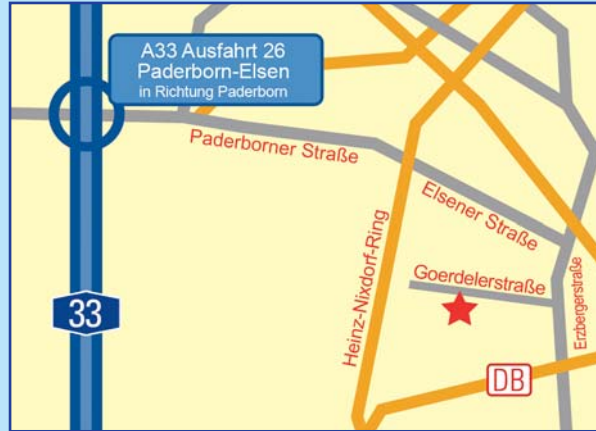 A33 Ausfahrt 26
Paderborn-Elsen
in Richtung Paderborn
Paderborner Straße
Elsener Straße
Heinz-Nixdorf-Ring
Goerdelerstraße
Erzbergerstraße
33
DB